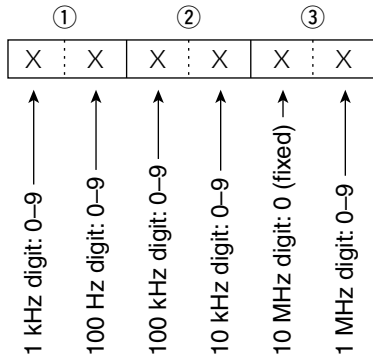 ① ② ③
X X X X X X
1 kHz digit: 0–9
100 Hz digit: 0–9
100 kHz digit: 0–9
10 kHz digit: 0–9
10 MHz digit: 0 (fixed)
1 MHz digit: 0–9